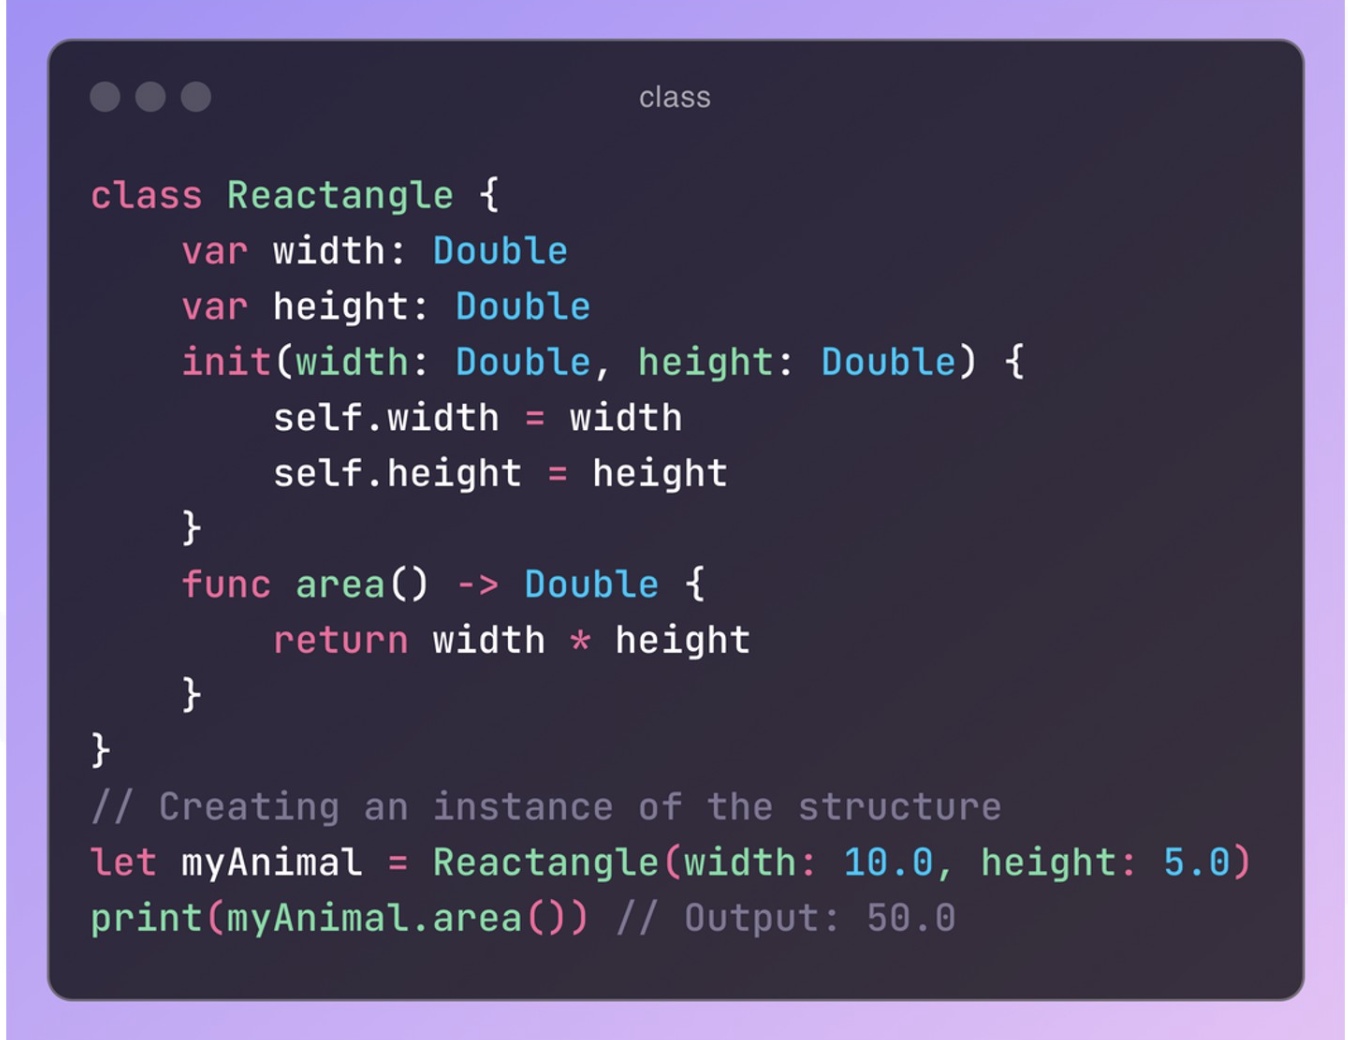 class
class Reactangle {
    var width: Double
    var height: Double
    init(width: Double, height: Double) {
        self.width = width
        self.height = height
    }
    func area() -> Double {
        return width * height
    }
}
// Creating an instance of the structure
let myAnimal = Reactangle(width: 10.0, height: 5.0)
print(myAnimal.area()) // Output: 50.0